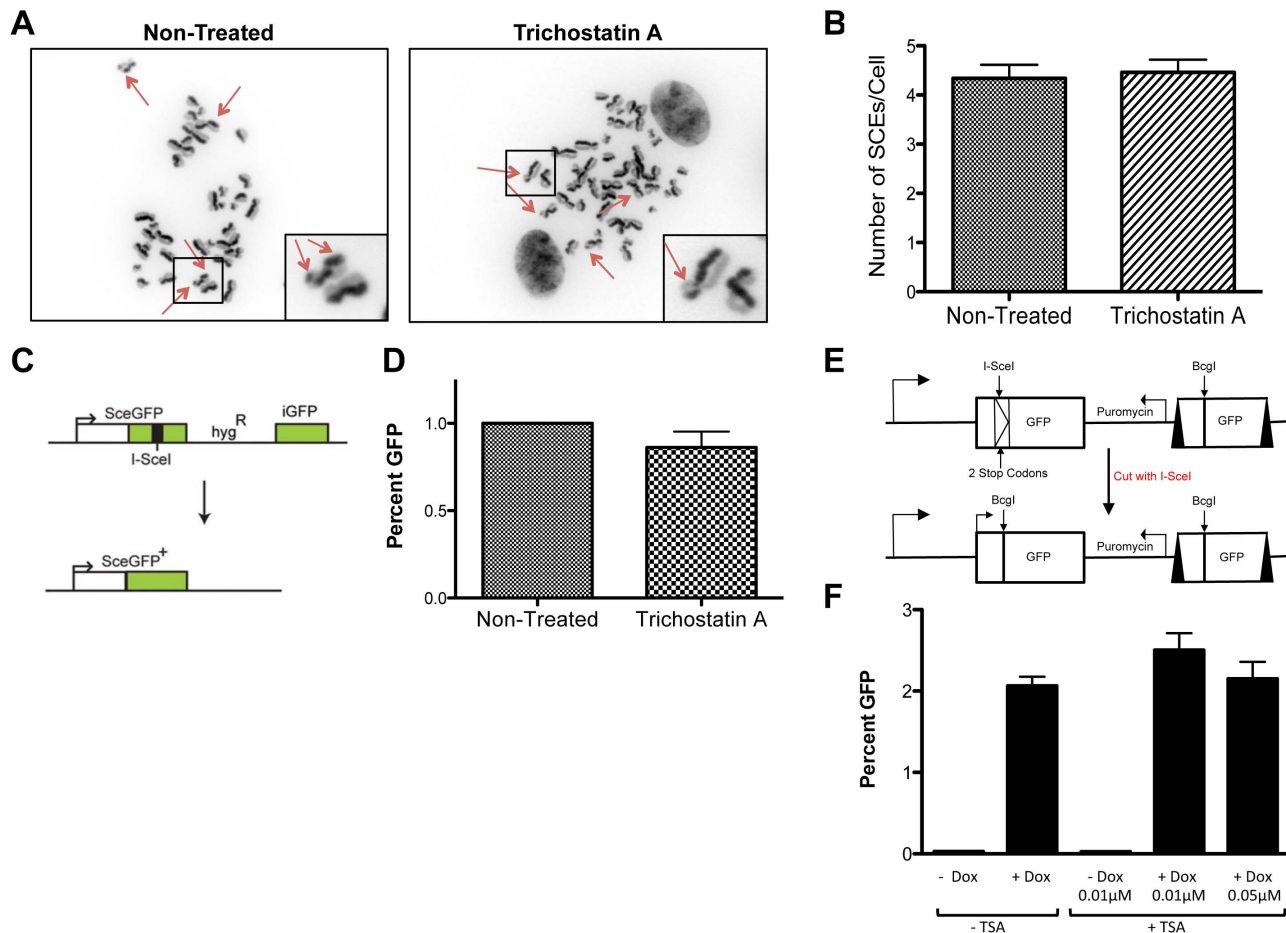 A
Non-Treated
Trichostatin A
B
Number of SCEs/Cell
5
4
3
2
1
0
Non-Treated
Trichostatin A
C
SceGFP
hyg R
iGFP
I-SceI
SceGFP+
D
Percent GFP
1.0
0.5
0.0
Non-Treated
Trichostatin A
E
I-SceI
BcgI
GFP
Puromycin
GFP
2 Stop Codons
Cut with I-SceI
BcgI
BcgI
GFP
Puromycin
GFP
F
Percent GFP
3
2
1
0
- Dox
+ Dox
- Dox
0.01µM
+ Dox
0.01µM
+ Dox
0.05µM
- TSA
+ TSA